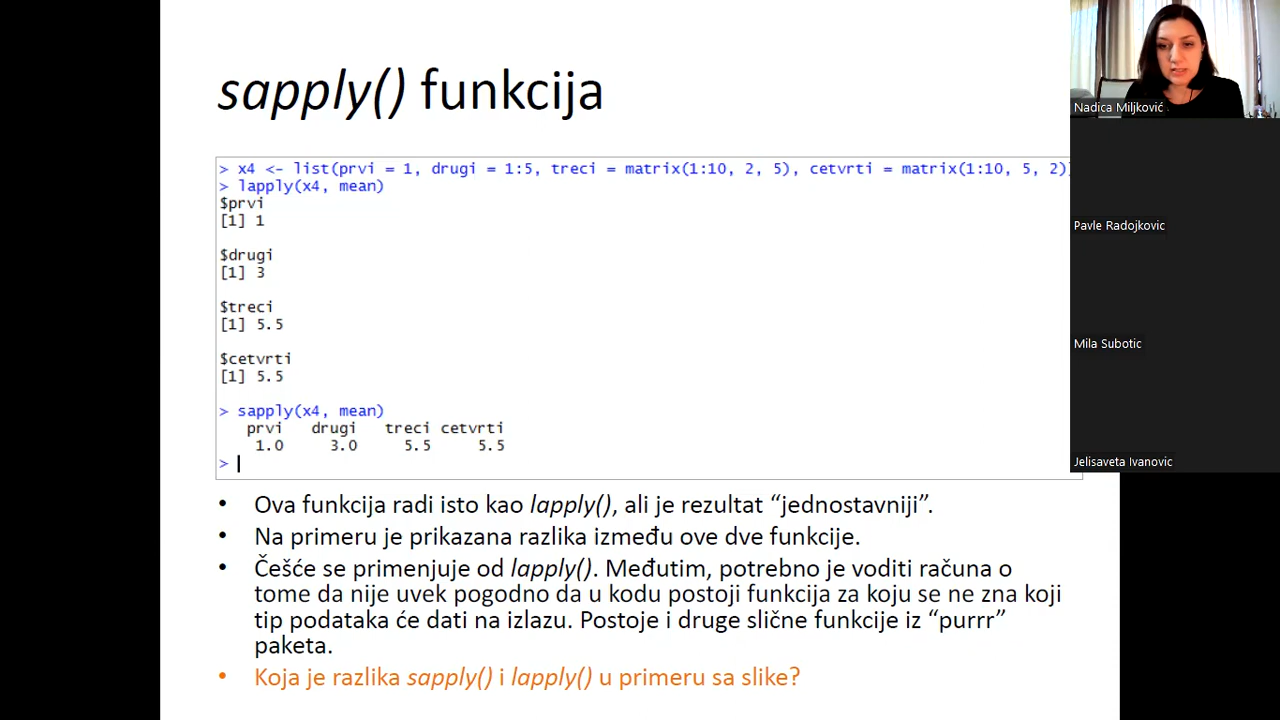 sapply() funkcija
> x4 <- list(prvi = 1, drugi = 1:5, treci = matrix(1:10, 2, 5), cetvrti = matrix(1:10, 5, 2))
> lapply(x4, mean)
$prvi
[1] 1
$drugi
[1] 3
$treci
[1] 5.5
$cetvrti
[1] 5.5
> sapply(x4, mean)
prvi drugi treci cetvrti
1.0 3.0 5.5 5.5
>
• Ova funkcija radi isto kao lapply(), ali je rezultat “jednostavniji”.
• Na primeru je prikazana razlika između ove dve funkcije.
• Češće se primenjuje od lapply(). Međutim, potrebno je voditi računa o
tome da nije uvek pogodno da u kodu postoji funkcija za koju se ne zna koji
tip podataka će dati na izlazu. Postoje i druge slične funkcije iz “purrr”
paketa.
• Koja je razlika sapply() i lapply() u primeru sa slike?
Nadica Miljković
Pavle Radojkovic
Mila Subotic
Jelisaveta Ivanovic